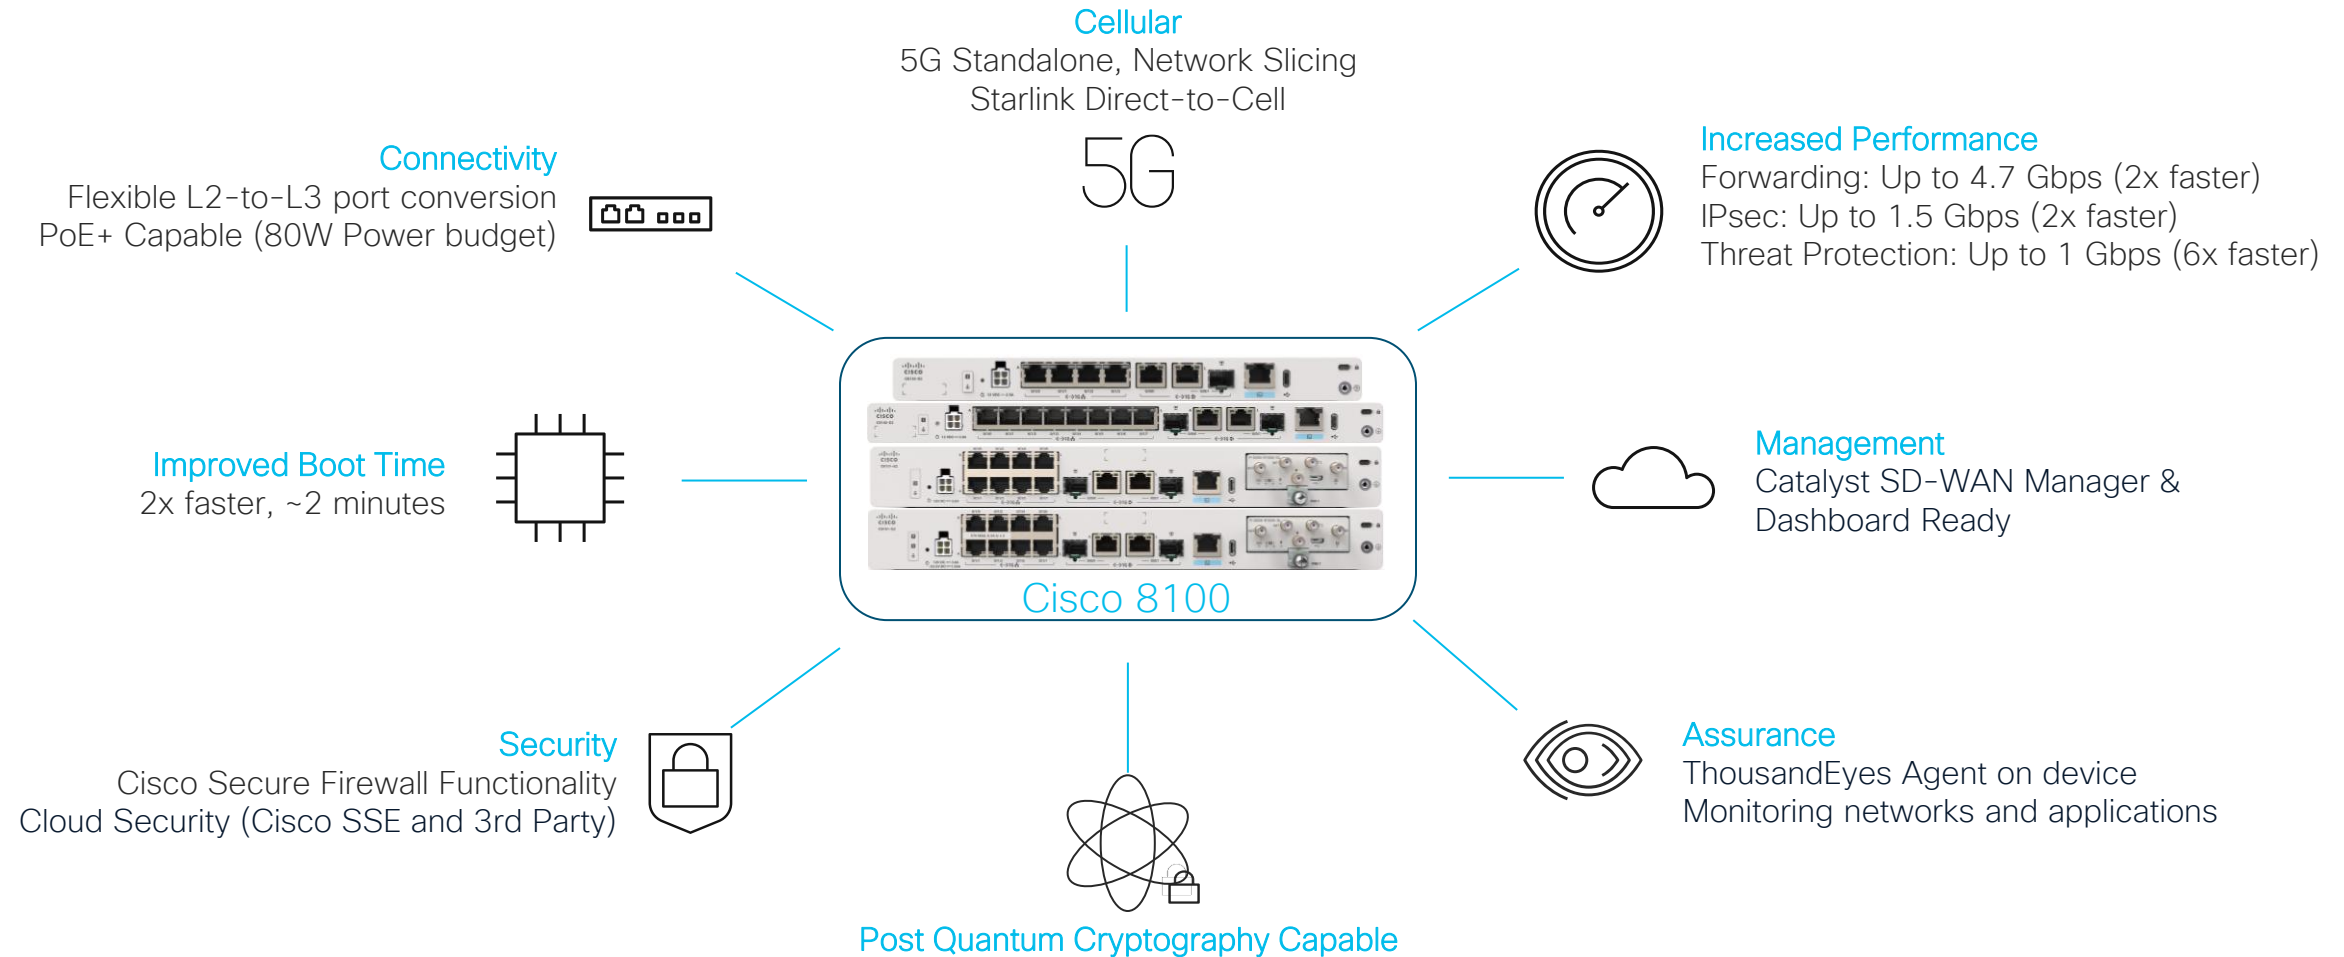 Cellular
5G Standalone, Network Slicing
Starlink Direct-to-Cell
5G
Connectivity
Flexible L2-to-L3 port conversion
PoE+ Capable (80W Power budget)
Increased Performance
Forwarding: Up to 4.7 Gbps (2x faster)
IPsec: Up to 1.5 Gbps (2x faster)
Threat Protection: Up to 1 Gbps (6x faster)
Improved Boot Time
2x faster, ~2 minutes
CISCO
CISCO
CISCO
CISCO
Cisco 8100
Management
Catalyst SD-WAN Manager &
Dashboard Ready
Security
Cisco Secure Firewall Functionality
Cloud Security (Cisco SSE and 3rd Party)
Assurance
ThousandEyes Agent on device
Monitoring networks and applications
Post Quantum Cryptography Capable